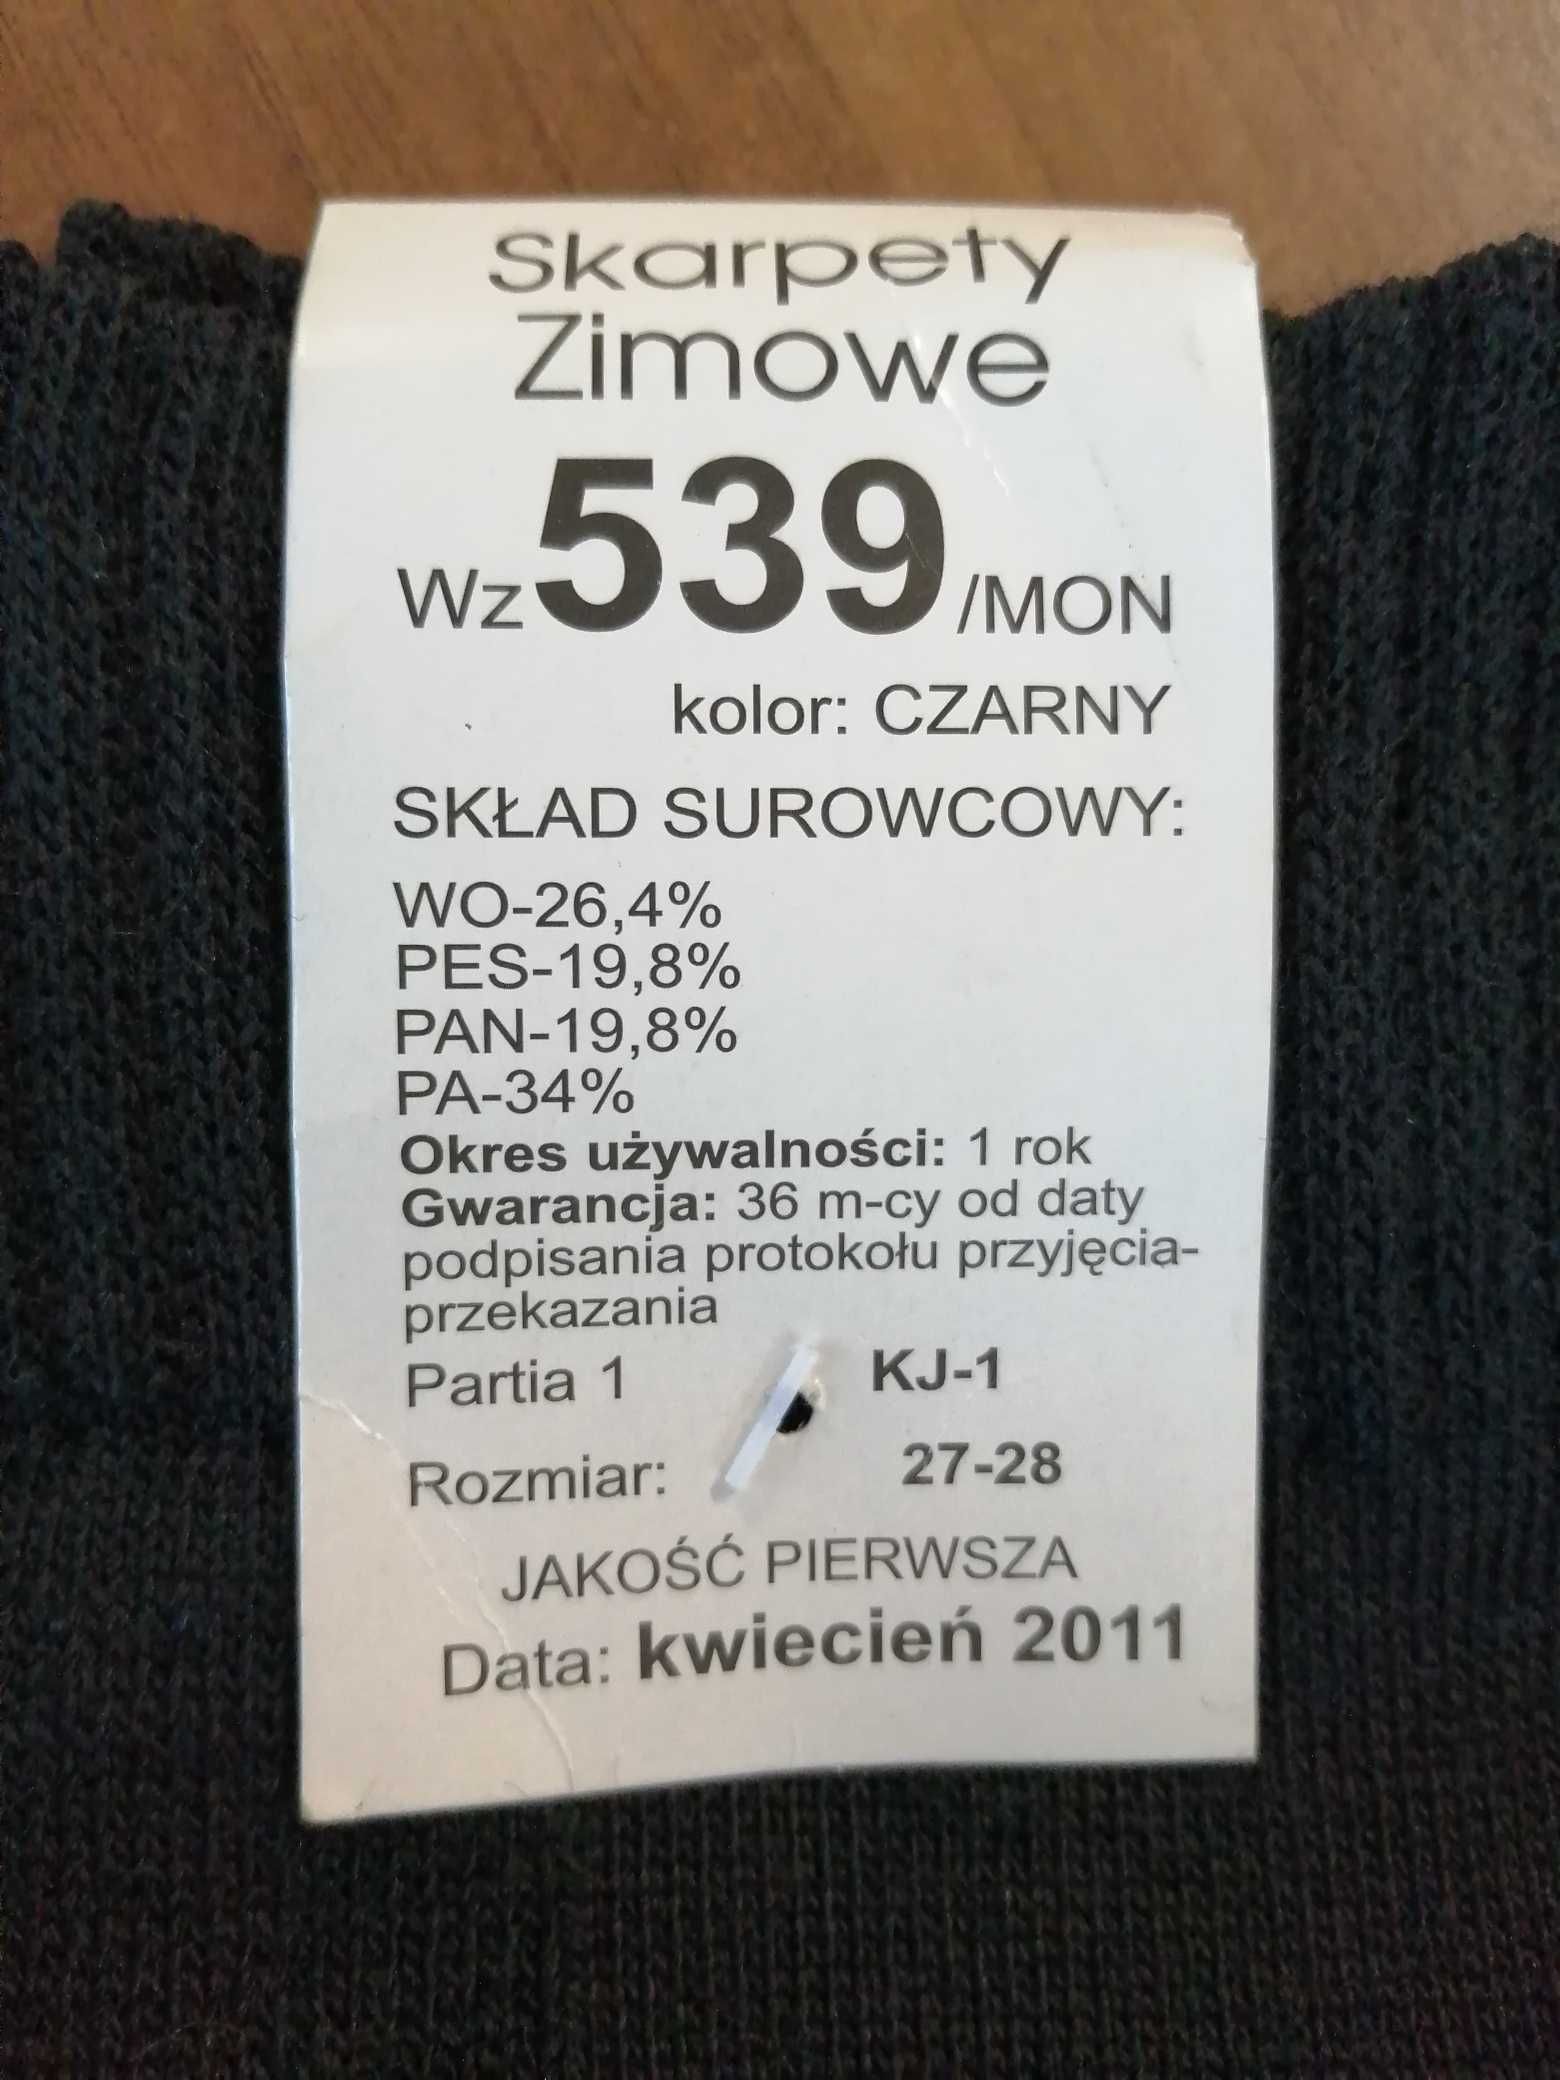 Skarpety
Zimowe
Wz 539/MON
kolor: CZARNY
SKŁAD SUROWCOWY:
WO-26,4%
PES-19,8%
PAN-19,8%
PA-34%
Okres używalności: 1 rok
Gwarancja: 36 m-cy od daty
podpisania protokołu przyjęcia-
przekazania
Partia 1 KJ-1
Rozmiar: 27-28
JAKOŚĆ PIERWSZA
Data: kwiecień 2011